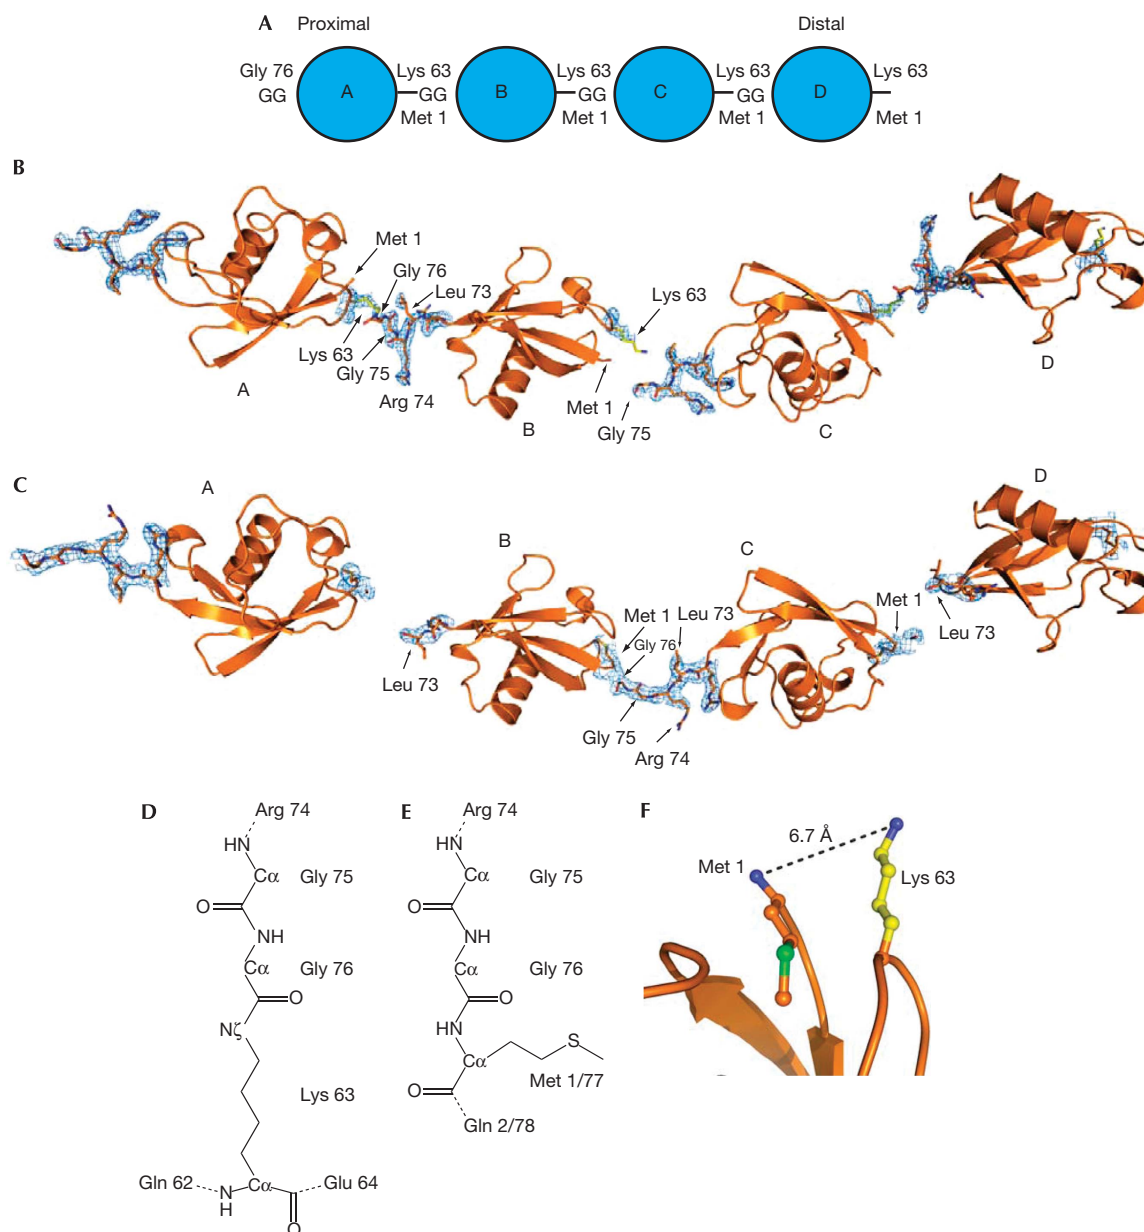 A Proximal Distal
Gly 76 Lys 63 Lys 63 Lys 63 Lys 63
GG A GG B GG C GG D
Met 1 Met 1 Met 1 Met 1
B
Met 1
Gly 76
Leu 73
Lys 63
Lys 63
Gly 75
Arg 74
A
B
Met 1
Gly 75
C
D
C
A
B
C
D
Met 1
Leu 73
Gly 76
Met 1
Leu 73
Leu 73
Gly 75
Arg 74
D
Arg 74
HN
Cα
Gly 75
O
NH
Cα
Gly 76
O
Nζ
Lys 63
Gln 62
N
H
Cα
Glu 64
O
E
Arg 74
HN
Cα
Gly 75
O
NH
Cα
Gly 76
O
HN
S
Cα
Met 1/77
O
Gln 2/78
F
6.7 Å
Met 1
Lys 63